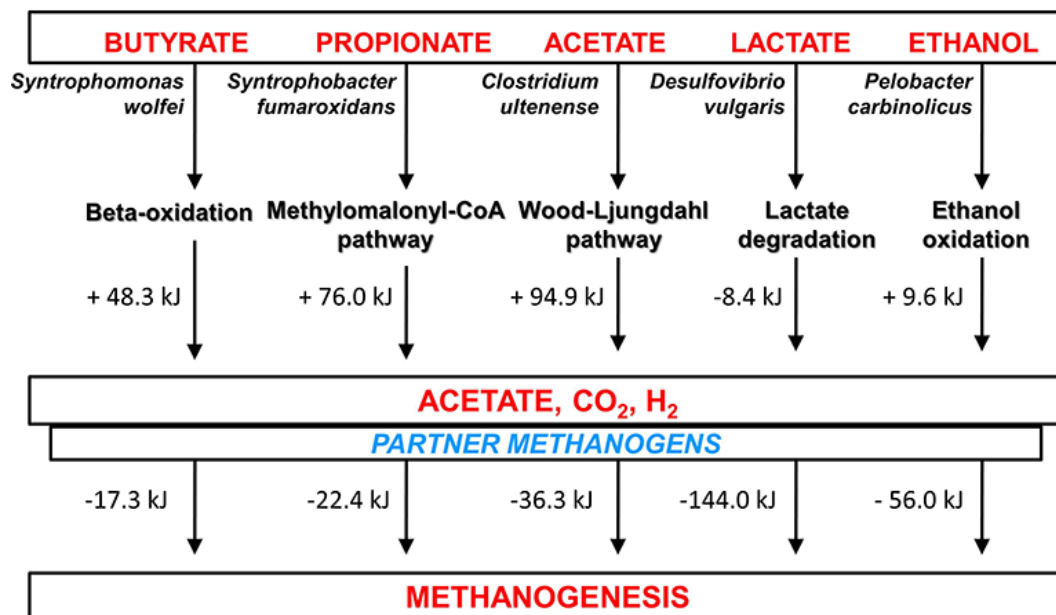 BUTYRATE PROPIONATE ACETATE LACTATE ETHANOL
Syntrophomonas wolfei
Syntrophobacter fumaroxidans
Clostridium ultenense
Desulfovibrio vulgaris
Pelobacter carbinolicus
Beta-oxidation
Methylomalonyl-CoA pathway
Wood-Ljungdahl pathway
Lactate degradation
Ethanol oxidation
+ 48.3 kJ + 76.0 kJ + 94.9 kJ -8.4 kJ + 9.6 kJ
ACETATE, CO₂, H₂
PARTNER METHANOGENS
-17.3 kJ -22.4 kJ -36.3 kJ -144.0 kJ - 56.0 kJ
METHANOGENESIS